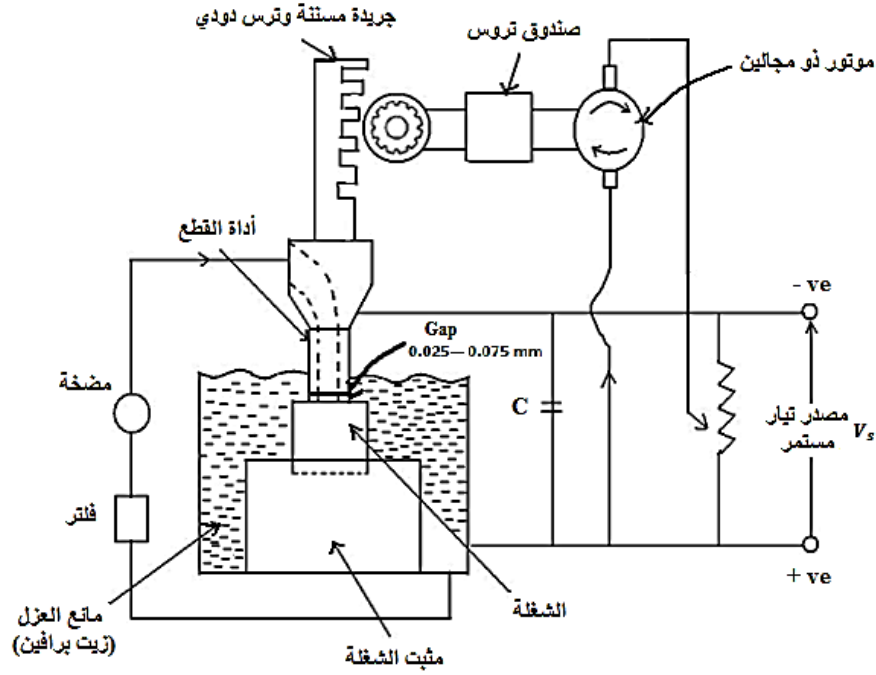 جريدة مسننة وترس دودي
صندوق تروس
موتور ذو مجالين
أداة القطع
- ve
Gap
0.025— 0.075 mm
مضخة
C
مصدر تيار
مستمر
Vs
فلتر
+ ve
الشغلة
مائع العزل
(زيت برافين)
مثبت الشغلة